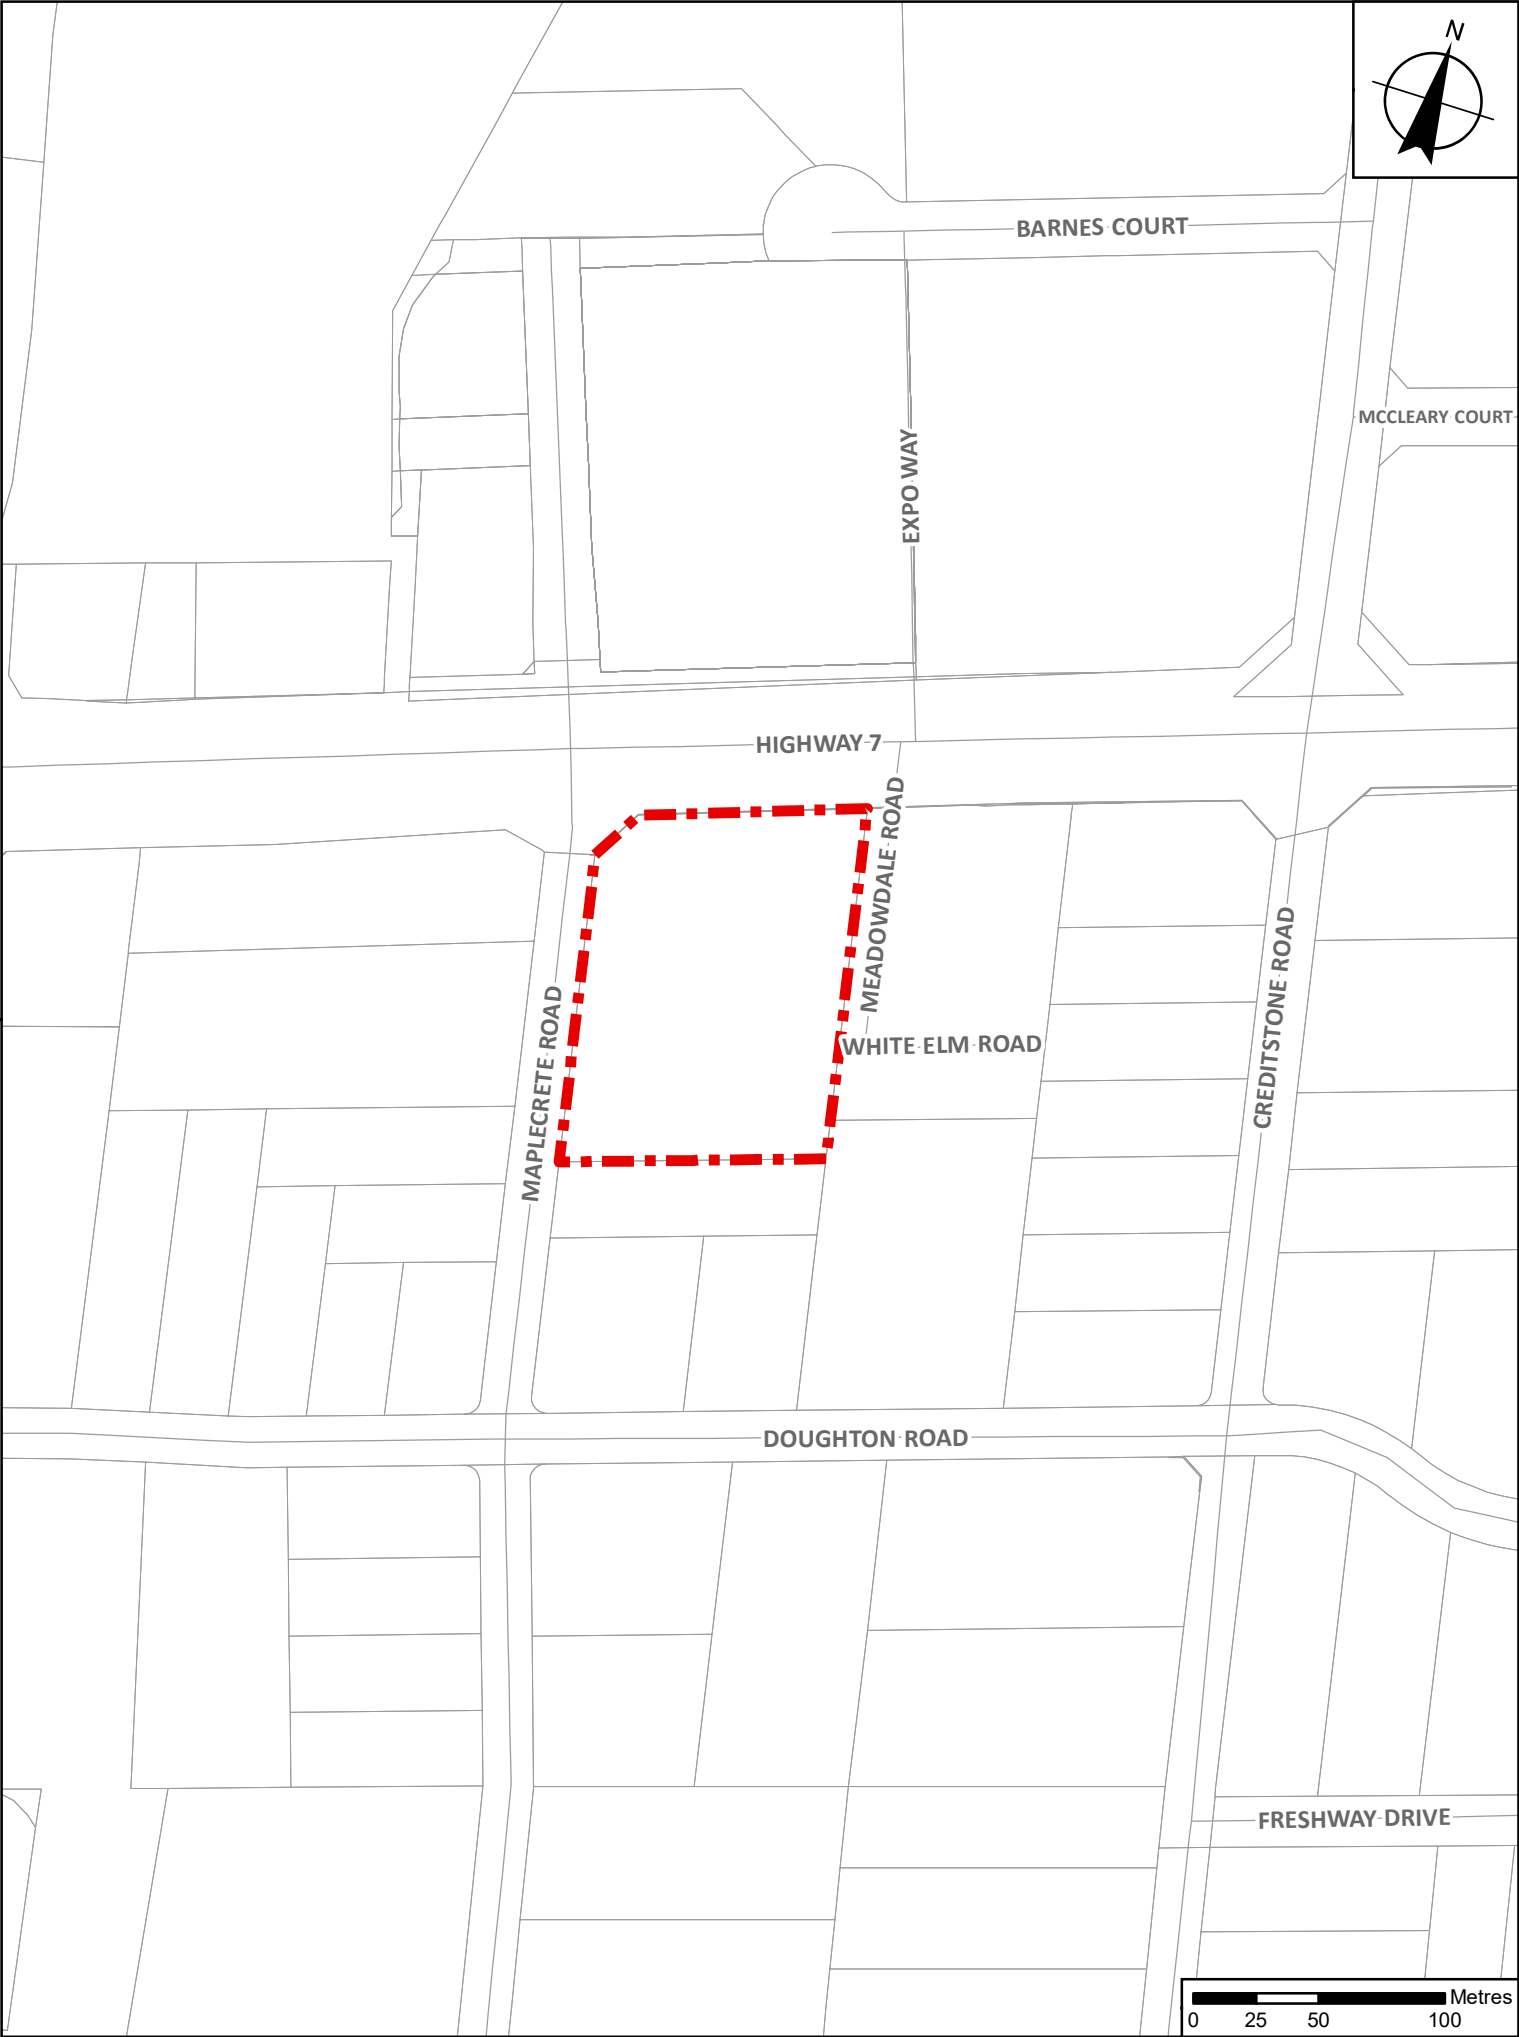 N
BARNES COURT
MCCLEARY COURT
EXPO WAY
HIGHWAY 7
MEADOWDALE ROAD
CREDITSTONE ROAD
MAPLECRETE ROAD
WHITE ELM ROAD
DOUGHTON ROAD
FRESHWAY DRIVE
Metres
0 25 50 100